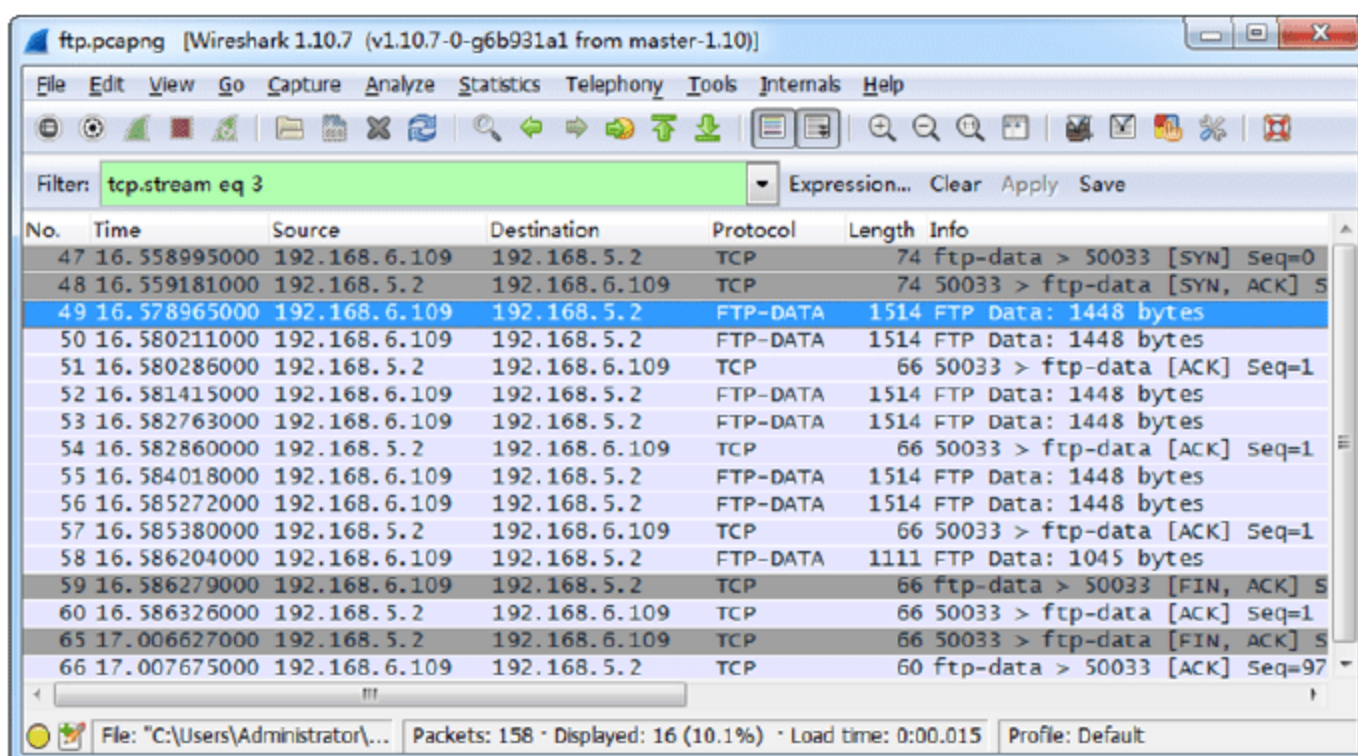 ftp.pcapng [Wireshark 1.10.7 (v1.10.7-0-g6b931a1 from master-1.10)]
File Edit View Go Capture Analyze Statistics Telephony Tools Internals Help
Filter: tcp.stream eq 3 Expression... Clear Apply Save
No. Time Source Destination Protocol Length Info
47 16.558995000 192.168.6.109 192.168.5.2 TCP 74 ftp-data > 50033 [SYN] Seq=0
48 16.559181000 192.168.5.2 192.168.6.109 TCP 74 50033 > ftp-data [SYN, ACK] S
49 16.578965000 192.168.6.109 192.168.5.2 FTP-DATA 1514 FTP Data: 1448 bytes
50 16.580211000 192.168.6.109 192.168.5.2 FTP-DATA 1514 FTP Data: 1448 bytes
51 16.580286000 192.168.5.2 192.168.6.109 TCP 66 50033 > ftp-data [ACK] Seq=1
52 16.581415000 192.168.6.109 192.168.5.2 FTP-DATA 1514 FTP Data: 1448 bytes
53 16.582763000 192.168.6.109 192.168.5.2 FTP-DATA 1514 FTP Data: 1448 bytes
54 16.582860000 192.168.5.2 192.168.6.109 TCP 66 50033 > ftp-data [ACK] Seq=1
55 16.584018000 192.168.6.109 192.168.5.2 FTP-DATA 1514 FTP Data: 1448 bytes
56 16.585272000 192.168.6.109 192.168.5.2 FTP-DATA 1514 FTP Data: 1448 bytes
57 16.585380000 192.168.5.2 192.168.6.109 TCP 66 50033 > ftp-data [ACK] Seq=1
58 16.586204000 192.168.6.109 192.168.5.2 FTP-DATA 1111 FTP Data: 1045 bytes
59 16.586279000 192.168.6.109 192.168.5.2 TCP 66 ftp-data > 50033 [FIN, ACK] S
60 16.586326000 192.168.5.2 192.168.6.109 TCP 66 50033 > ftp-data [ACK] Seq=1
65 17.006627000 192.168.5.2 192.168.6.109 TCP 66 50033 > ftp-data [FIN, ACK] S
66 17.007675000 192.168.6.109 192.168.5.2 TCP 60 ftp-data > 50033 [ACK] Seq=97
File: "C:\Users\Administrator\... Packets: 158 · Displayed: 16 (10.1%) · Load time: 0:00.015 Profile: Default